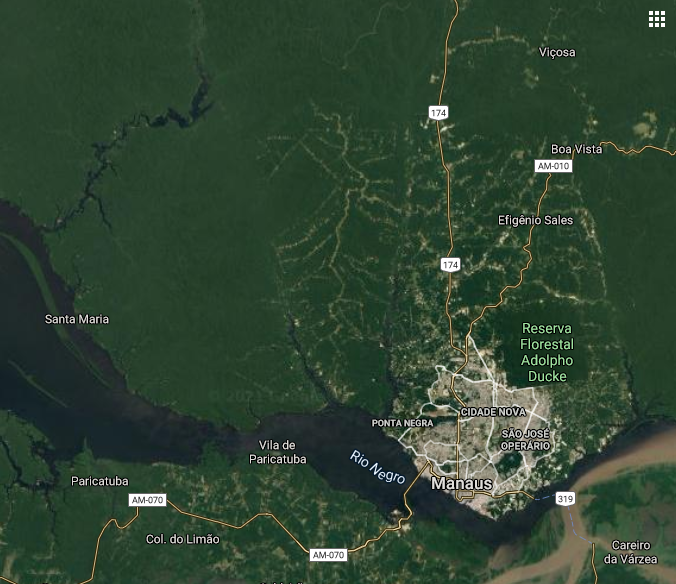 Viçosa
174
Boa Vista
AM-010
Efigênio Sales
174
Santa Maria
Reserva
Florestal
Adolpho
Ducke
CIDADE NOVA
PONTA NEGRA
SÃO JOSÉ
OPERÁRIO
Vila de
Paricatuba
Rio Negro
Paricatuba
Manaus
AM-070
319
Col. do Limão
AM-070
Careiro
da Várzea